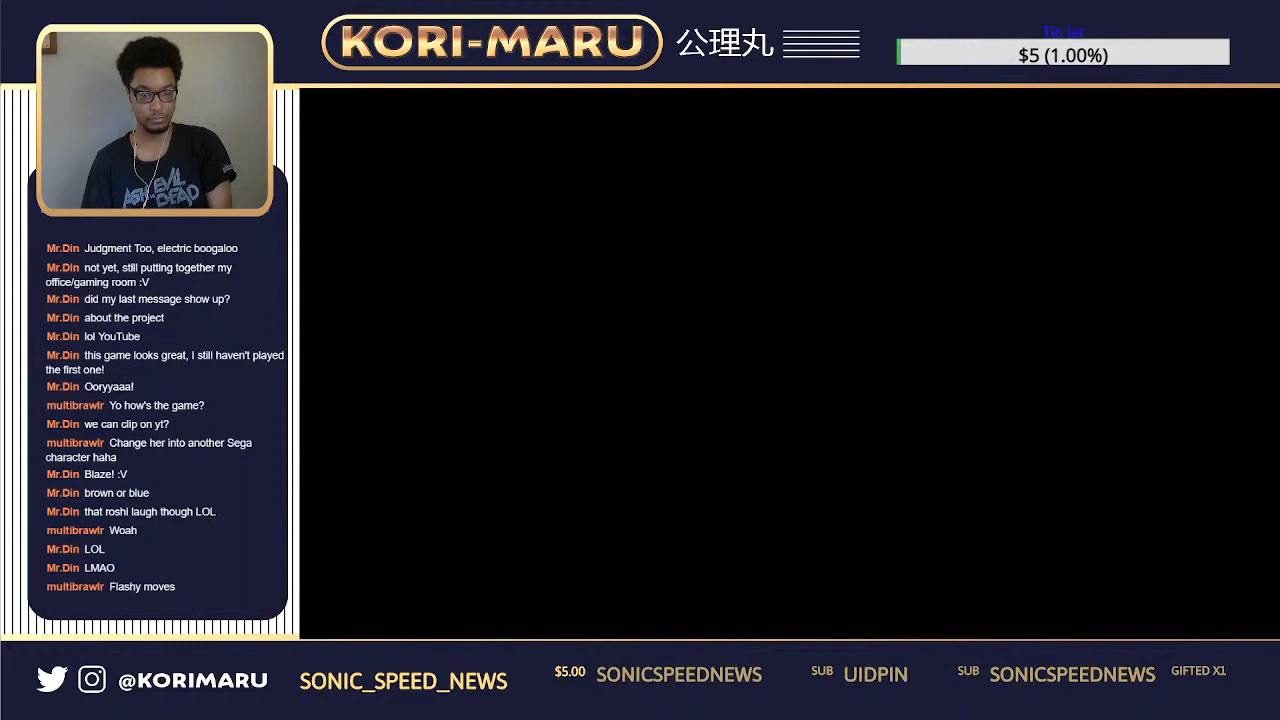 KORI-MARU
公理丸
Tip jar
$5 (1.00%)
ASH
EVIL
DEAD
Mr.Din Judgment Too, electric boogaloo
Mr.Din not yet, still putting together my
office/gaming room :V
Mr.Din did my last message show up?
Mr.Din about the project
Mr.Din lol YouTube
Mr.Din this game looks great, I still haven't played
the first one!
Mr.Din Ooryyaaa!
multibrawlr Yo how's the game?
Mr.Din we can clip on yt?
multibrawlr Change her into another Sega
character haha
Mr.Din Blaze! :V
Mr.Din brown or blue
Mr.Din that roshi laugh though LOL
multibrawlr Woah
Mr.Din LOL
Mr.Din LMAO
multibrawlr Flashy moves
@KORIMARU
SONIC_SPEED_NEWS
$5.00 SONICSPEEDNEWS
SUB UIDPIN
SUB SONICSPEEDNEWS GIFTED X1